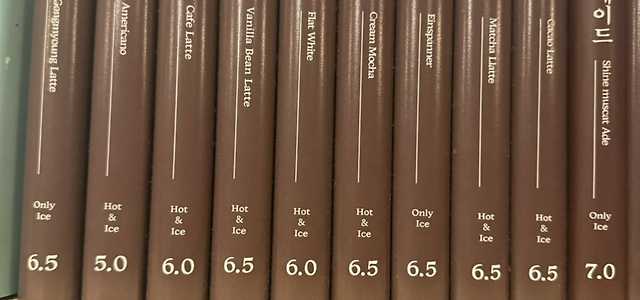 Gongmyoung Latte
Only
Ice
6.5
Americano
Hot
&
Ice
5.0
Cafe Latte
Hot
&
Ice
6.0
Vanilla Bean Latte
Hot
&
Ice
6.5
Flat White
Hot
&
Ice
6.0
Cream Mocha
Hot
&
Ice
6.5
Einspanner
Only
Ice
6.5
Matcha Llatte
Hot
&
Ice
6.5
Cacao Latte
Hot
&
Ice
6.5
이드
Shine muscat Ade
Only
Ice
7.0